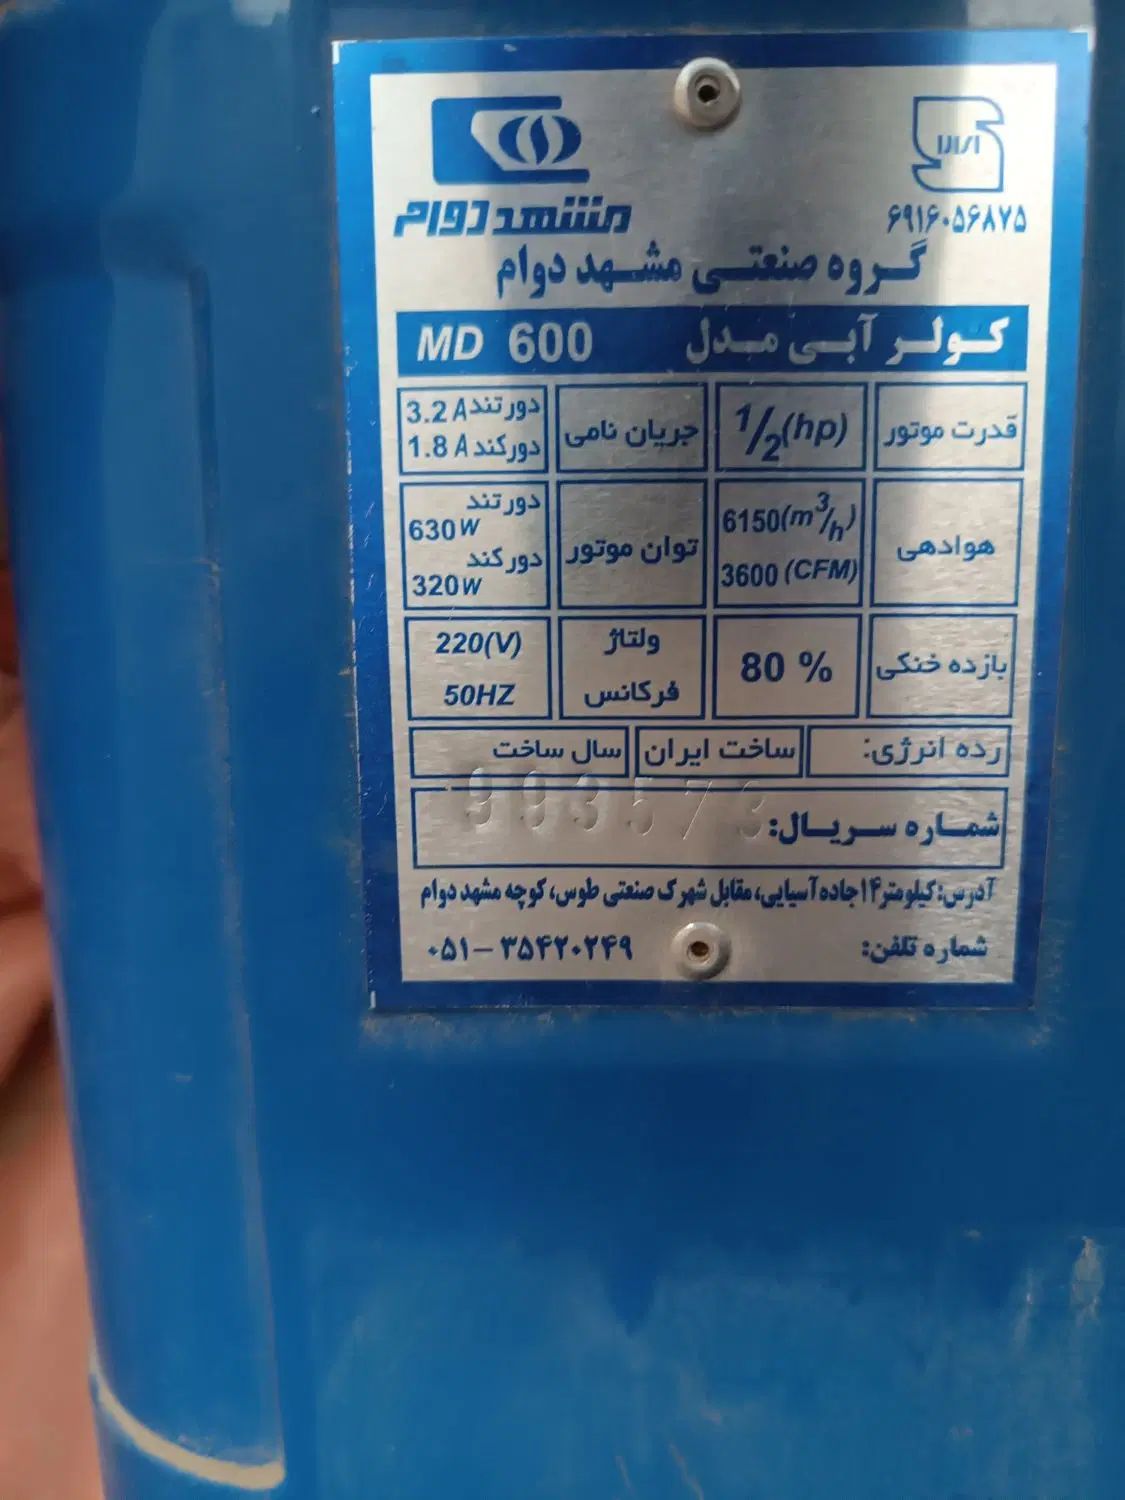 مشهد دوام
۶۹۱۶۰۵۶۸۷۵
گروه صنعتی مشهد دوام
کولر آبی مدل MD 600
قدرت موتور 1/2(hp) جریان نامی دور تند 3.2 A
دور کند 1.8 A
هوادهی 6150(m³/h) توان موتور دور تند
630W
3600 (CFM) دور کند
320W
بازده خنکی 80 % ولتاژ 220(V)
فرکانس 50HZ
رده انرژی: ساخت ایران سال ساخت
شماره سریال: 993573
آدرس: کیلومتر ۱۴ جاده آسیایی، مقابل شهرک صنعتی طوس، کوچه مشهد دوام
شماره تلفن: ۰۵۱-۳۵۴۲۰۲۴۹